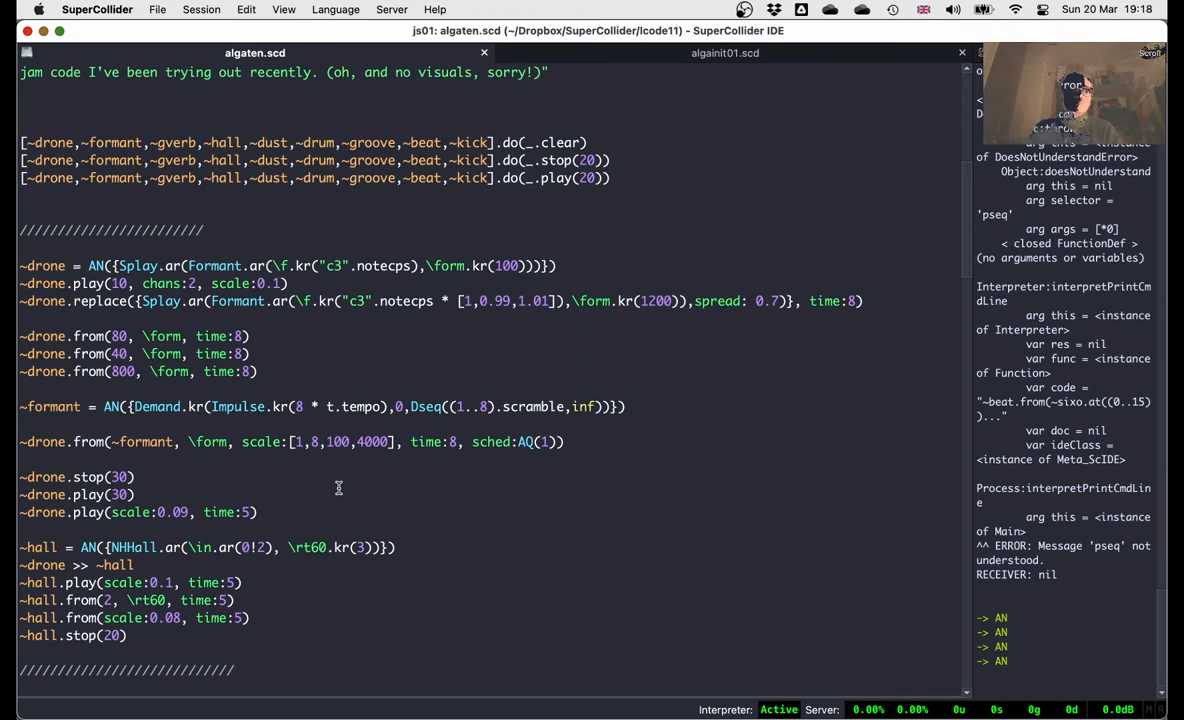 SuperCollider File Session Edit View Language Server Help Sun 20 Mar 19:18
js01: algaten.scd (~/Dropbox/SuperCollider/lcode11) - SuperCollider IDE
algaten.scd algainit01.scd
jam code I've been trying out recently. (oh, and no visuals, sorry!)"
[~drone,~formant,~gverb,~hall,~dust,~drum,~groove,~beat,~kick].do(_.clear)
[~drone,~formant,~gverb,~hall,~dust,~drum,~groove,~beat,~kick].do(_.stop(20))
[~drone,~formant,~gverb,~hall,~dust,~drum,~groove,~beat,~kick].do(_.play(20))
////////////////////////
~drone = AN({Splay.ar(Formant.ar(\f.kr("c3".notecps),\form.kr(100)))})
~drone.play(10, chans:2, scale:0.1)
~drone.replace({Splay.ar(Formant.ar(\f.kr("c3".notecps * [1,0.99,1.01]),\form.kr(1200)),spread: 0.7)}, time:8)
~drone.from(80, \form, time:8)
~drone.from(40, \form, time:8)
~drone.from(800, \form, time:8)
~formant = AN({Demand.kr(Impulse.kr(8 * t.tempo),0,Dseq((1..8).scramble,inf))})
~drone.from(~formant, \form, scale:[1,8,100,4000], time:8, sched:AQ(1))
~drone.stop(30)
~drone.play(30)
~drone.play(scale:0.09, time:5)
~hall = AN({NHHall.ar(\in.ar(0!2), \rt60.kr(3))})
~drone >> ~hall
~hall.play(scale:0.1, time:5)
~hall.from(2, \rt60, time:5)
~hall.from(scale:0.08, time:5)
~hall.stop(20)
////////////////////////////
Scroll
of DoesNotUnderstandError>
Object:doesNotUnderstand
arg this = nil
arg selector =
'pseq'
arg args = [*0]
< closed FunctionDef >
(no arguments or variables)
Interpreter:interpretPrintCm
dLine
arg this = <instance
of Interpreter>
var res = nil
var func = <instance
of Function>
var code =
"~beat.from(~sixo.at((0..15)
)..."
var doc = nil
var ideClass =
<instance of Meta_ScIDE>
Process:interpretPrintCmdLin
e
arg this = <instance
of Main>
^^ ERROR: Message 'pseq' not
understood.
RECEIVER: nil
-> AN
-> AN
-> AN
-> AN
Interpreter: Active Server: 0.00% 0.00% 0u 0s 0g 0d 0.0dB M R